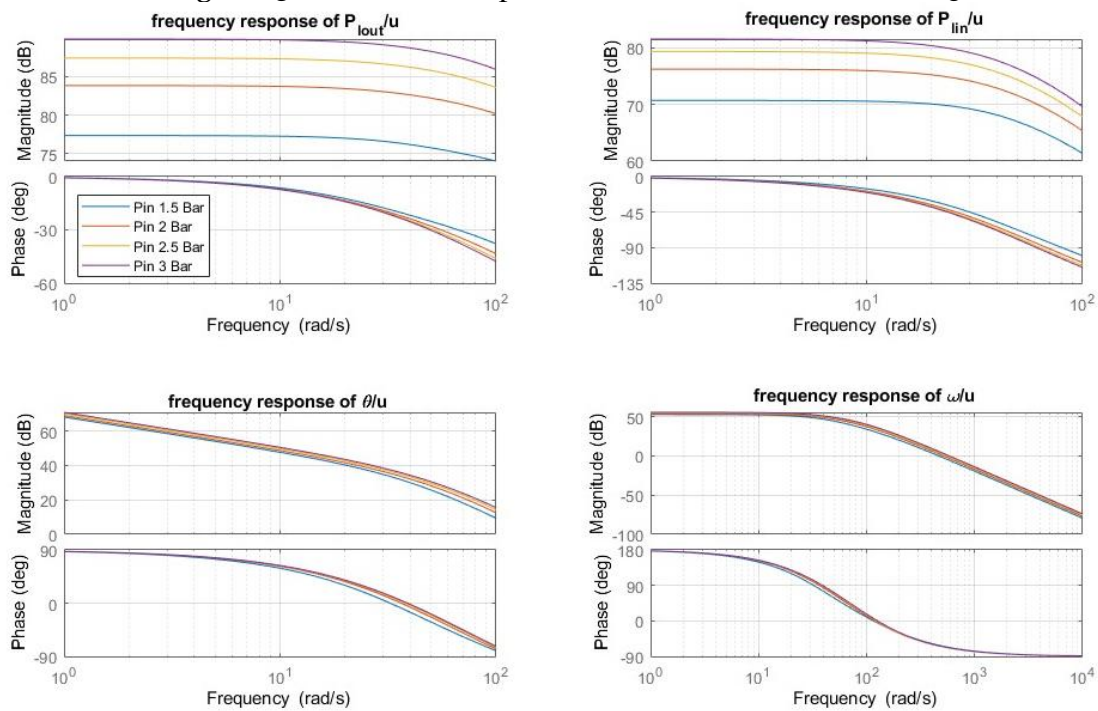 frequency response of P_lout/u
Magnitude (dB)
85
80
75
Phase (deg)
0
-30
-60
Pin 1.5 Bar
Pin 2 Bar
Pin 2.5 Bar
Pin 3 Bar
10^0
10^1
10^2
Frequency (rad/s)
frequency response of P_lin/u
Magnitude (dB)
80
70
60
Phase (deg)
0
-45
-90
-135
10^0
10^1
10^2
Frequency (rad/s)
frequency response of θ/u
Magnitude (dB)
60
40
20
0
Phase (deg)
90
0
-90
10^0
10^1
10^2
Frequency (rad/s)
frequency response of ω/u
Magnitude (dB)
50
0
-50
-100
Phase (deg)
180
90
0
-90
10^0
10^1
10^2
10^3
10^4
Frequency (rad/s)